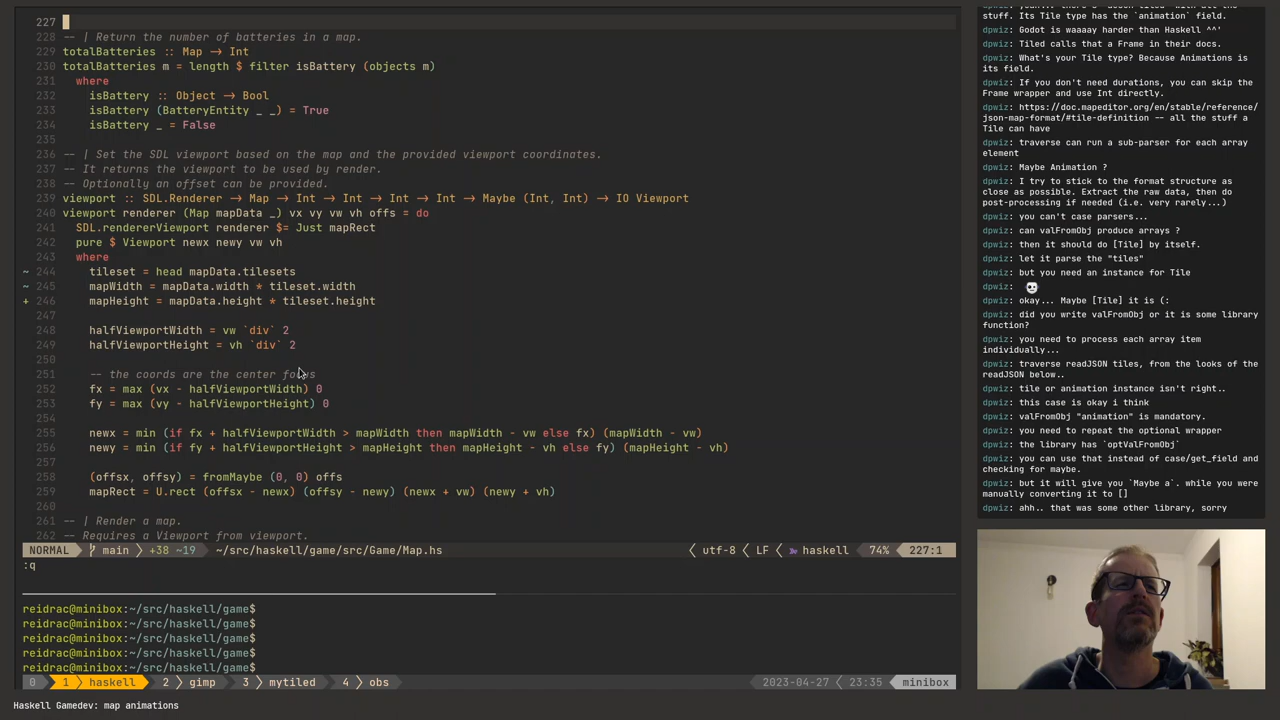 227
228 -- | Return the number of batteries in a map.
229 totalBatteries :: Map → Int
230 totalBatteries m = length $ filter isBattery (objects m)
231 where
232 isBattery :: Object → Bool
233 isBattery (BatteryEntity _ _) = True
234 isBattery _ = False
235
236 -- | Set the SDL viewport based on the map and the provided viewport coordinates.
237 -- It returns the viewport to be used by render.
238 -- Optionally an offset can be provided.
239 viewport :: SDL.Renderer → Map → Int → Int → Int → Int → Maybe (Int, Int) → IO Viewport
240 viewport renderer (Map mapData _) vx vy vw vh offs = do
241 SDL.rendererViewport renderer $= Just mapRect
242 pure $ Viewport newx newy vw vh
243 where
~ 244 tileset = head mapData.tilesets
~ 245 mapWidth = mapData.width * tileset.width
+ 246 mapHeight = mapData.height * tileset.height
247
248 halfViewportWidth = vw `div` 2
249 halfViewportHeight = vh `div` 2
250
251 -- the coords are the center focus
252 fx = max (vx - halfViewportWidth) 0
253 fy = max (vy - halfViewportHeight) 0
254
255 newx = min (if fx + halfViewportWidth > mapWidth then mapWidth - vw else fx) (mapWidth - vw)
256 newy = min (if fy + halfViewportHeight > mapHeight then mapHeight - vh else fy) (mapHeight - vh)
257
258 (offsx, offsy) = fromMaybe (0, 0) offs
259 mapRect = U.rect (offsx - newx) (offsy - newy) (newx + vw) (newy + vh)
260
261 -- | Render a map.
262 -- Requires a Viewport from viewport.
NORMAL main +38 ~19 ~/src/haskell/game/src/Game/Map.hs utf-8 LF haskell 74% 227:1
:q
reidrac@minibox:~/src/haskell/game$
reidrac@minibox:~/src/haskell/game$
reidrac@minibox:~/src/haskell/game$
reidrac@minibox:~/src/haskell/game$
reidrac@minibox:~/src/haskell/game$
0 1 haskell 2 gimp 3 mytiled 4 obs 2023-04-27 23:35 minibox
Haskell Gamedev: map animations
stuff. Its Tile type has the `animation` field.
dpwiz: Godot is waaaay harder than Haskell ^^'
dpwiz: Tiled calls that a Frame in their docs.
dpwiz: What's your Tile type? Because Animations is
its field.
dpwiz: If you don't need durations, you can skip the
Frame wrapper and use Int directly.
dpwiz: https://doc.mapeditor.org/en/stable/reference/
json-map-format/#tile-definition -- all the stuff a
Tile can have
dpwiz: traverse can run a sub-parser for each array
element
dpwiz: Maybe Animation ?
dpwiz: I try to stick to the format structure as
close as possible. Extract the raw data, then do
post-processing if needed (i.e. very rarely...)
dpwiz: you can't case parsers...
dpwiz: can valFromObj produce arrays ?
dpwiz: then it should do [Tile] by itself.
dpwiz: let it parse the "tiles"
dpwiz: but you need an instance for Tile
dpwiz:
dpwiz: okay... Maybe [Tile] it is (:
dpwiz: did you write valFromObj or it is some library
function?
dpwiz: you need to process each array item
individually...
dpwiz: traverse readJSON tiles, from the looks of the
readJSON below..
dpwiz: tile or animation instance isn't right..
dpwiz: this case is okay i think
dpwiz: valFromObj "animation" is mandatory.
dpwiz: you need to repeat the optional wrapper
dpwiz: the library has `optValFromObj`
dpwiz: you can use that instead of case/get_field and
checking for maybe.
dpwiz: but it will give you `Maybe a`. while you were
manually converting it to []
dpwiz: ahh.. that was some other library, sorry